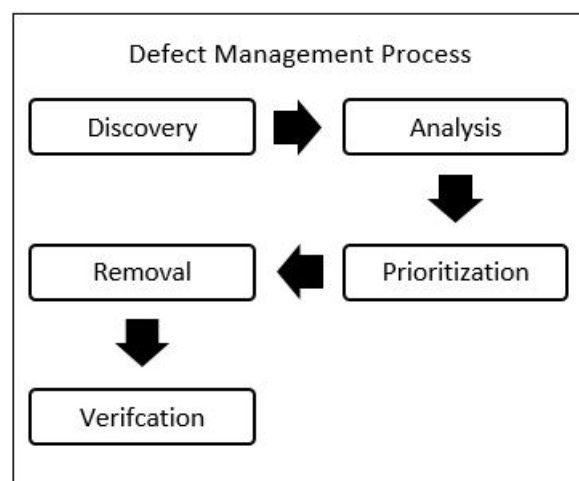 Defect Management Process
Discovery
Analysis
Removal
Prioritization
Verifcation